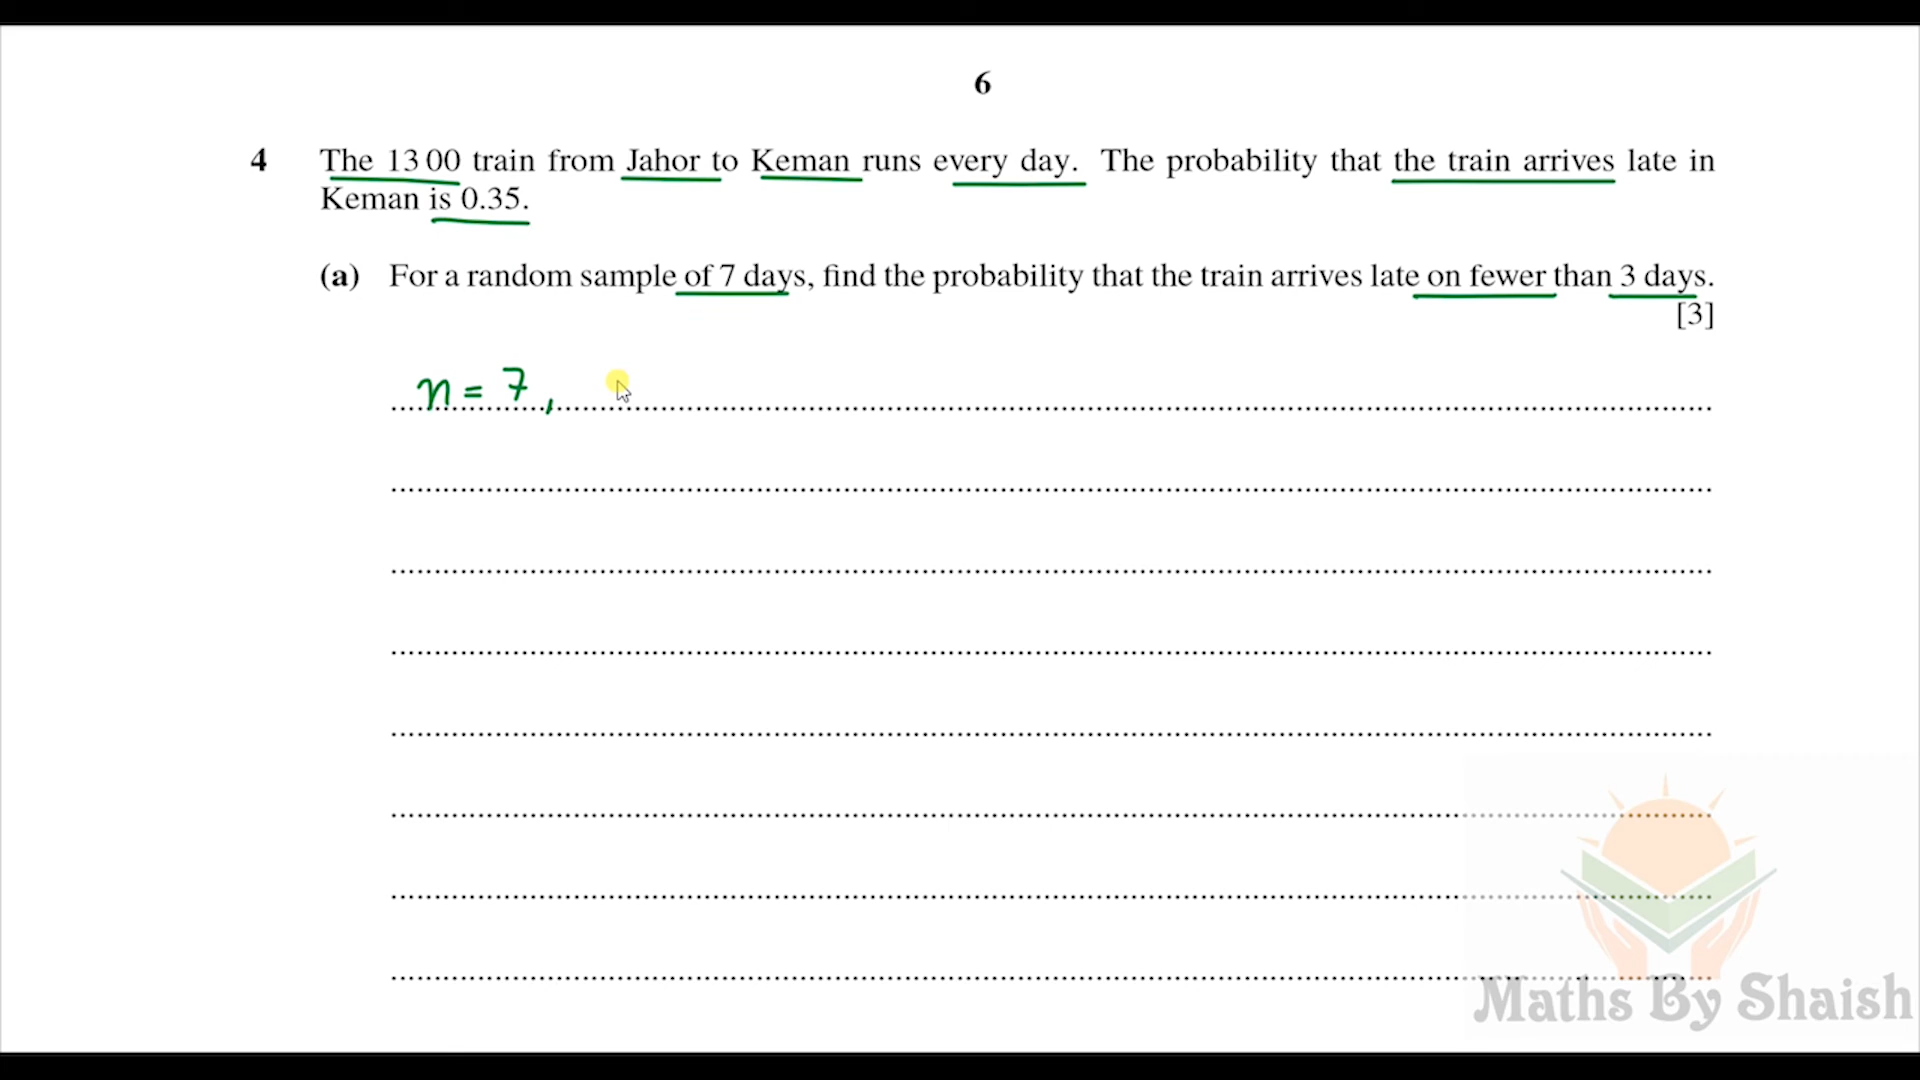 6
4 The 13 00 train from Jahor to Keman runs every day. The probability that the train arrives late in
Keman is 0.35.
(a) For a random sample of 7 days, find the probability that the train arrives late on fewer than 3 days.
[3]
n = 7,
Maths By Shaish